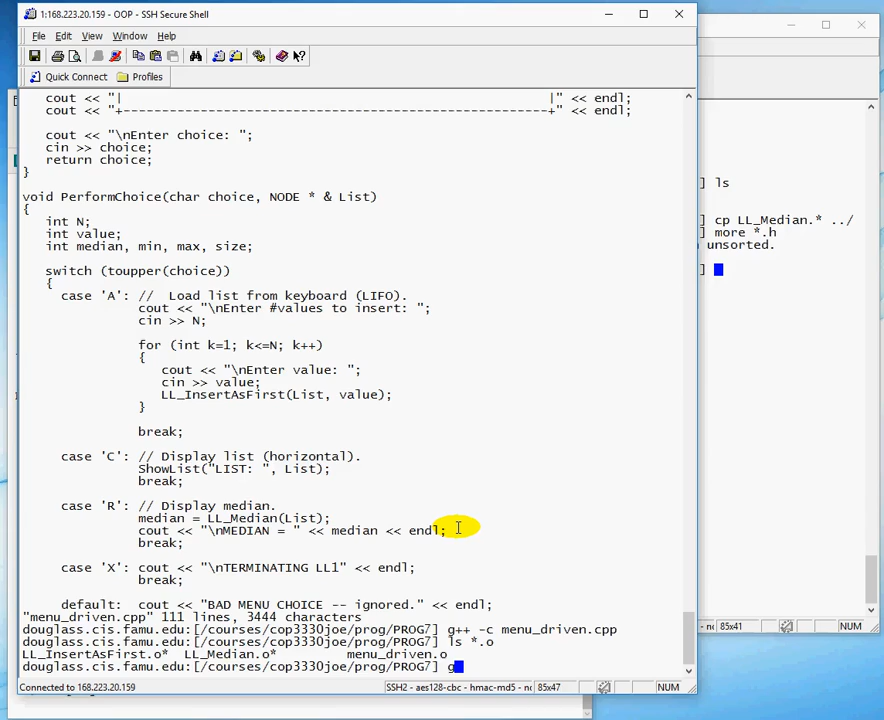 1:168.223.20.159 - OOP - SSH Secure Shell
File Edit View Window Help
Quick Connect Profiles
cout << "| |" << endl;
cout << "+------------------------------------------------------+" << endl;
cout << "\nEnter choice: ";
cin >> choice;
return choice;
}
void PerformChoice(char choice, NODE * & List)
{
int N;
int value;
int median, min, max, size;
switch (toupper(choice))
{
case 'A': // Load list from keyboard (LIFO).
cout << "\nEnter #values to insert: ";
cin >> N;
for (int k=1; k<=N; k++)
{
cout << "\nEnter value: ";
cin >> value;
LL_InsertAsFirst(List, value);
}
break;
case 'C': // Display list (horizontal).
ShowList("LIST: ", List);
break;
case 'R': // Display median.
median = LL_Median(List);
cout << "\nMEDIAN = " << median << endl;
break;
case 'X': cout << "\nTERMINATING LL1" << endl;
break;
default: cout << "BAD MENU CHOICE -- ignored." << endl;
"menu_driven.cpp" 111 lines, 3444 characters
douglass.cis.famu.edu:[/courses/cop3330joe/prog/PROG7] g++ -c menu_driven.cpp
douglass.cis.famu.edu:[/courses/cop3330joe/prog/PROG7] ls *.o
LL_InsertAsFirst.o* LL_Median.o* menu_driven.o
douglass.cis.famu.edu:[/courses/cop3330joe/prog/PROG7] g
Connected to 168.223.20.159 SSH2 - aes128-cbc - hmac-md5 - nc 85x47 NUM
] ls
] cp LL_Median.* ../
] more *.h
unsorted.
]
- nc 85x41 NUM